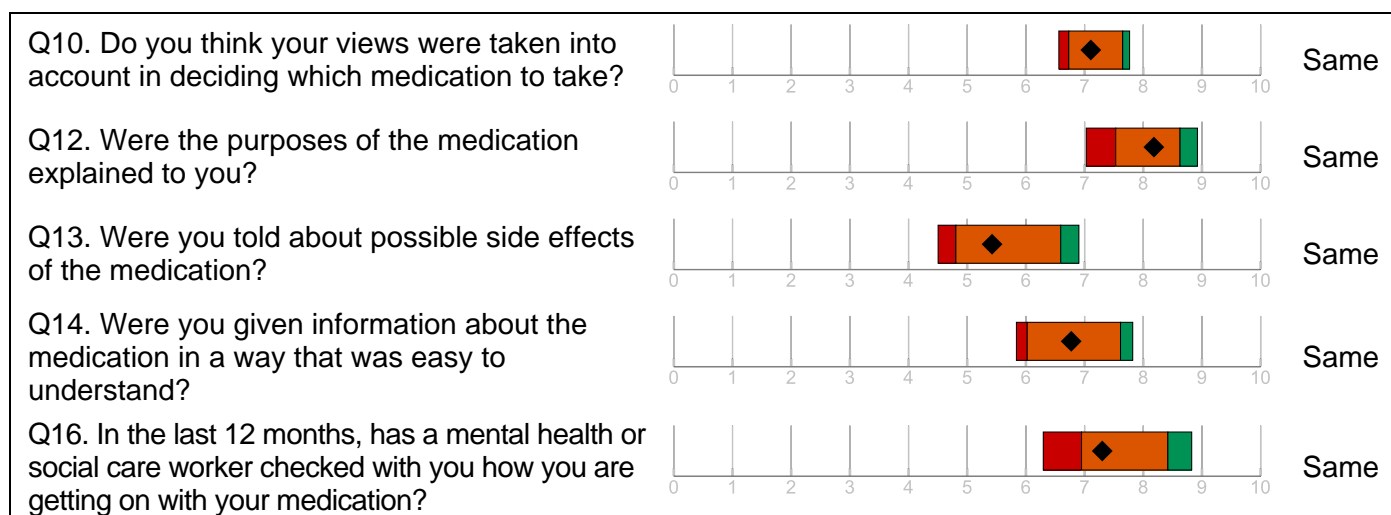 Q10. Do you think your views were taken into
account in deciding which medication to take?
0 1 2 3 4 5 6 7 8 9 10
Same
Q12. Were the purposes of the medication
explained to you?
0 1 2 3 4 5 6 7 8 9 10
Same
Q13. Were you told about possible side effects
of the medication?
0 1 2 3 4 5 6 7 8 9 10
Same
Q14. Were you given information about the
medication in a way that was easy to
understand?
0 1 2 3 4 5 6 7 8 9 10
Same
Q16. In the last 12 months, has a mental health or
social care worker checked with you how you are
getting on with your medication?
0 1 2 3 4 5 6 7 8 9 10
Same